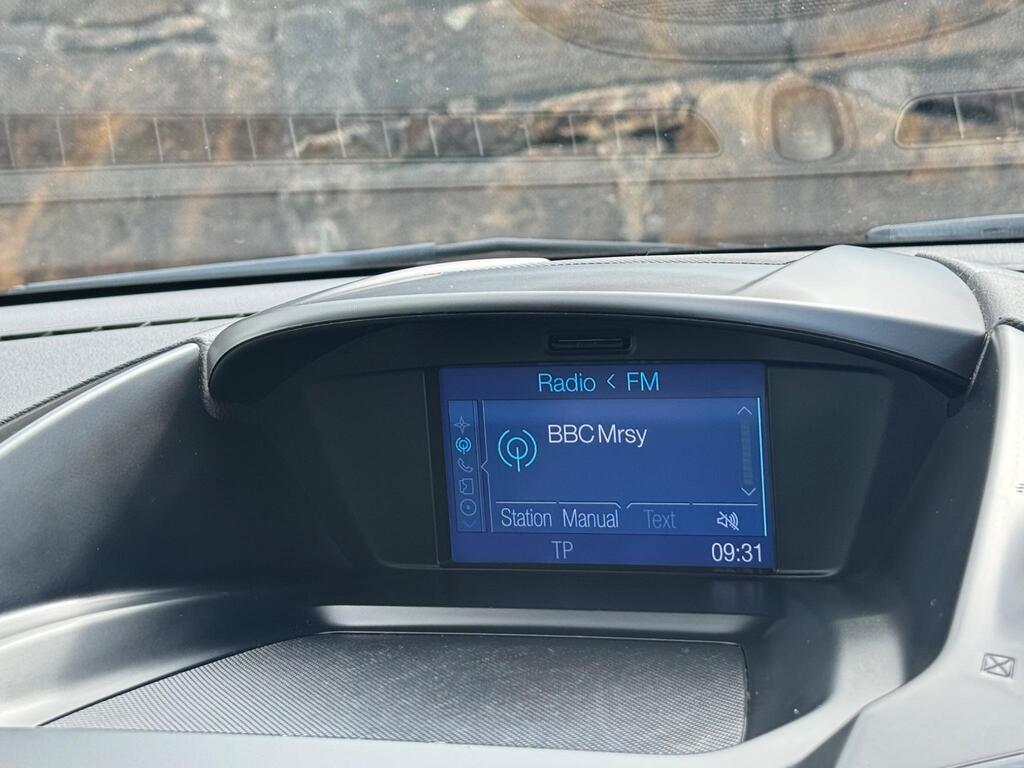 Radio < FM
BBC Mrsy
Station Manual Text
TP 09:31